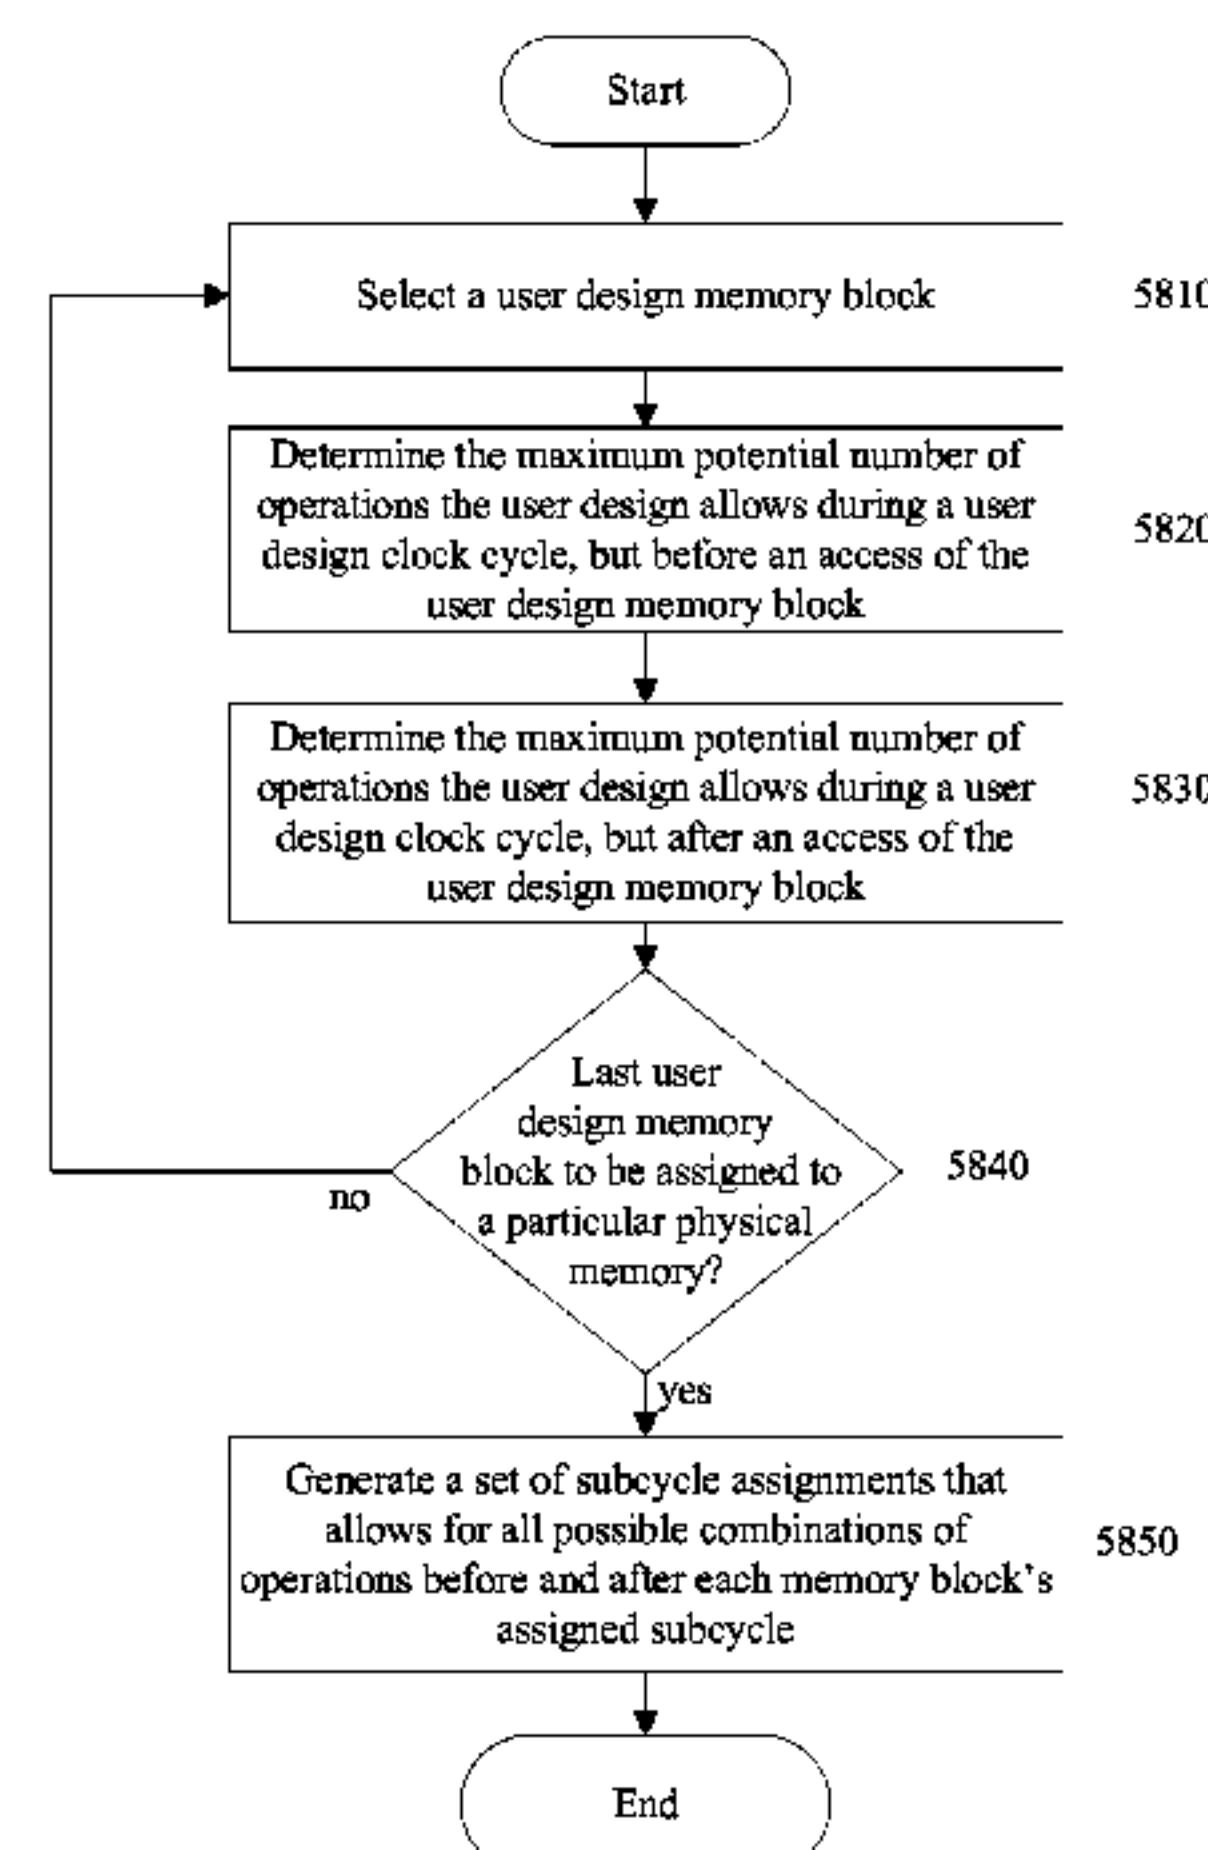 Start
Select a user design memory block
5810
Determine the maximum potential number of
operations the user design allows during a user
design clock cycle, but before an access of the
user design memory block
5820
Determine the maximum potential number of
operations the user design allows during a user
design clock cycle, but after an access of the
user design memory block
5830
Last user
design memory
block to be assigned to
a particular physical
memory?
5840
no
yes
Generate a set of subcycle assignments that
allows for all possible combinations of
operations before and after each memory block's
assigned subcycle
5850
End